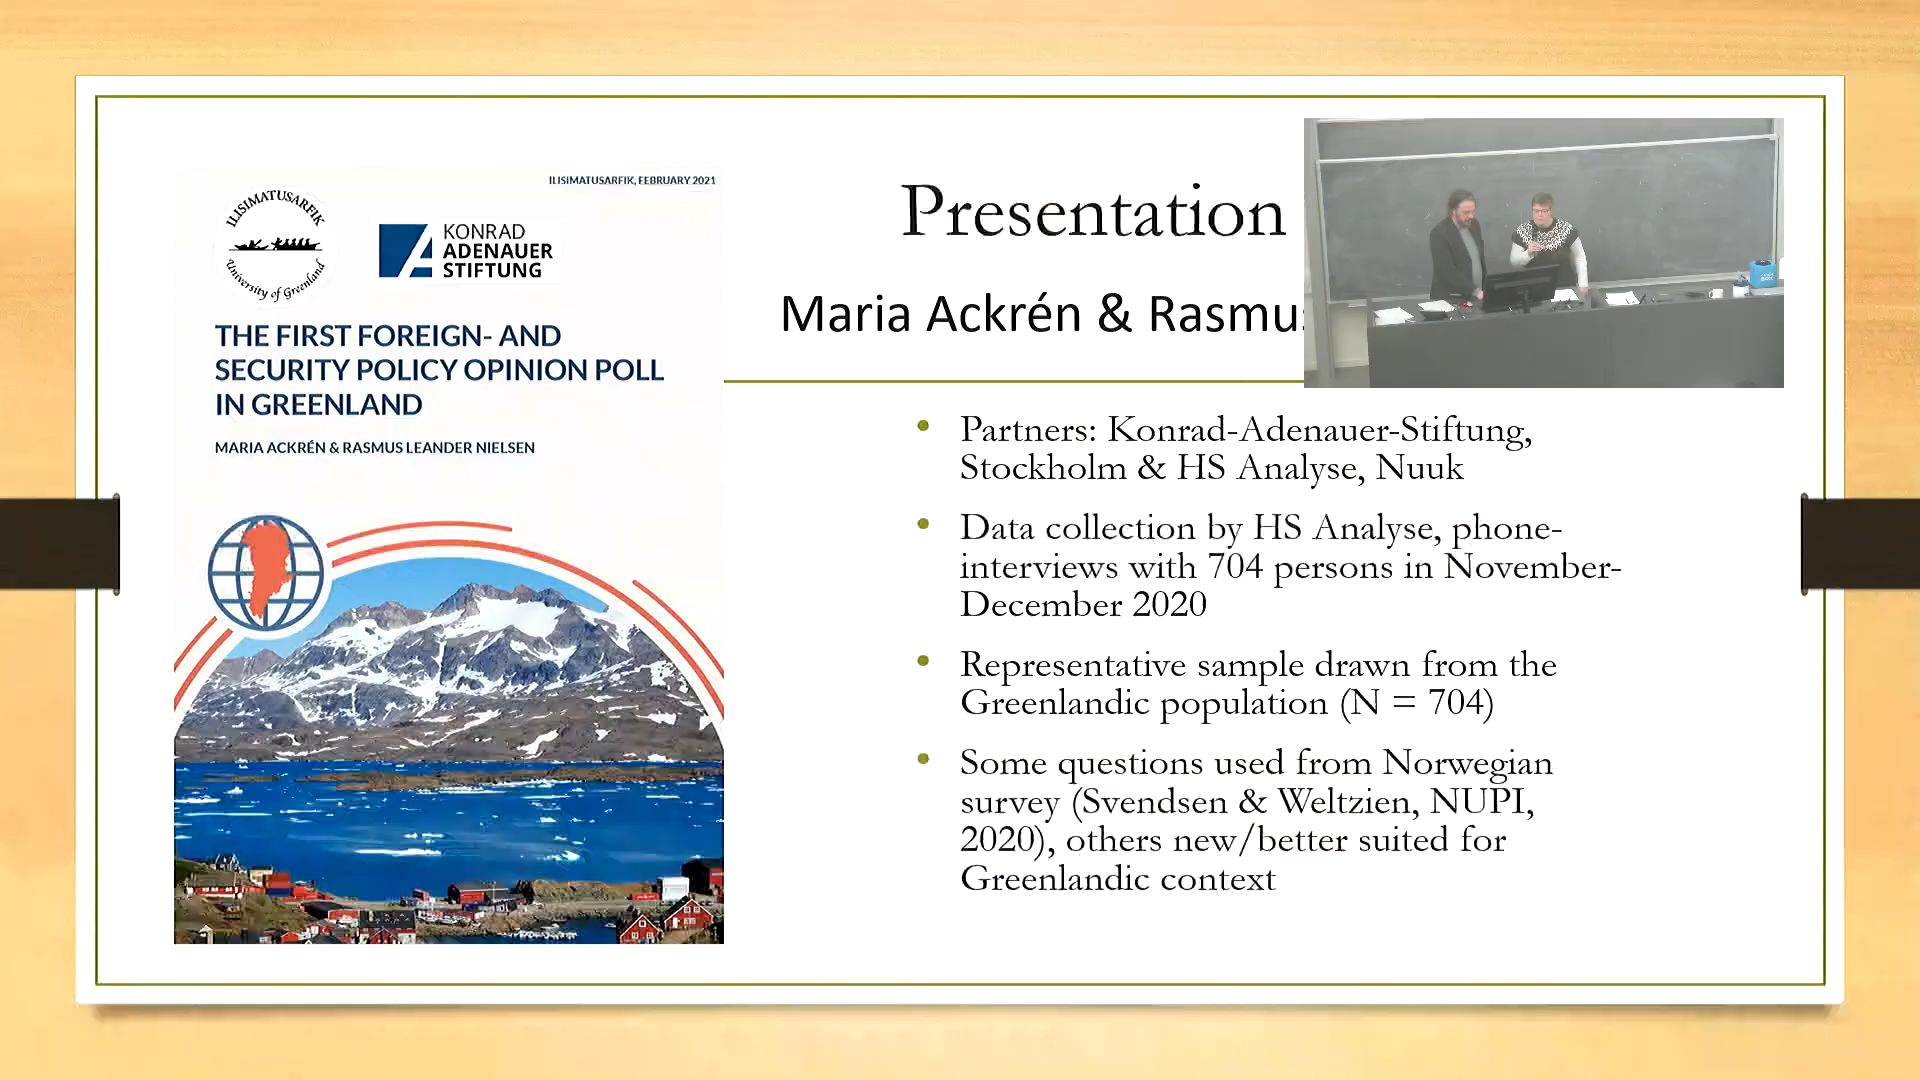 ILISIMATUSARFIK, FEBRUARY 2021
ILISIMATUSARFIK
University of Greenland
KONRAD
ADENAUER
STIFTUNG
THE FIRST FOREIGN- AND
SECURITY POLICY OPINION POLL
IN GREENLAND
MARIA ACKRÉN & RASMUS LEANDER NIELSEN
Presentation
Maria Ackrén & Rasmus
• Partners: Konrad-Adenauer-Stiftung,
Stockholm & HS Analyse, Nuuk
• Data collection by HS Analyse, phone-
interviews with 704 persons in November-
December 2020
• Representative sample drawn from the
Greenlandic population (N = 704)
• Some questions used from Norwegian
survey (Svendsen & Weltzien, NUPI,
2020), others new/better suited for
Greenlandic context